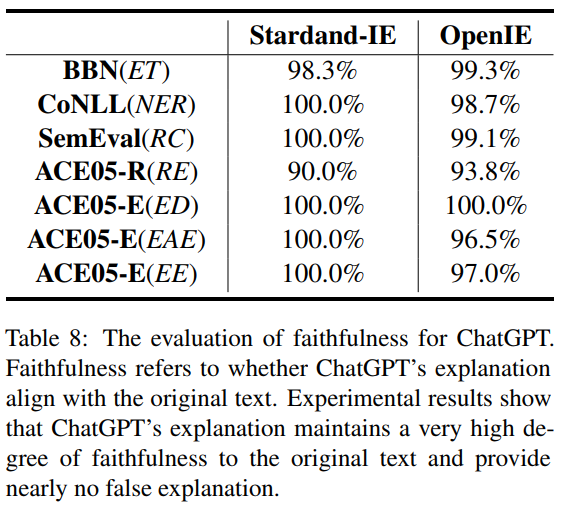 Stardand-IE OpenIE
BBN(ET) 98.3% 99.3%
CoNLL(NER) 100.0% 98.7%
SemEval(RC) 100.0% 99.1%
ACE05-R(RE) 90.0% 93.8%
ACE05-E(ED) 100.0% 100.0%
ACE05-E(EAE) 100.0% 96.5%
ACE05-E(EE) 100.0% 97.0%
Table 8: The evaluation of faithfulness for ChatGPT.
Faithfulness refers to whether ChatGPT's explanation
align with the original text. Experimental results show
that ChatGPT's explanation maintains a very high de-
gree of faithfulness to the original text and provide
nearly no false explanation.